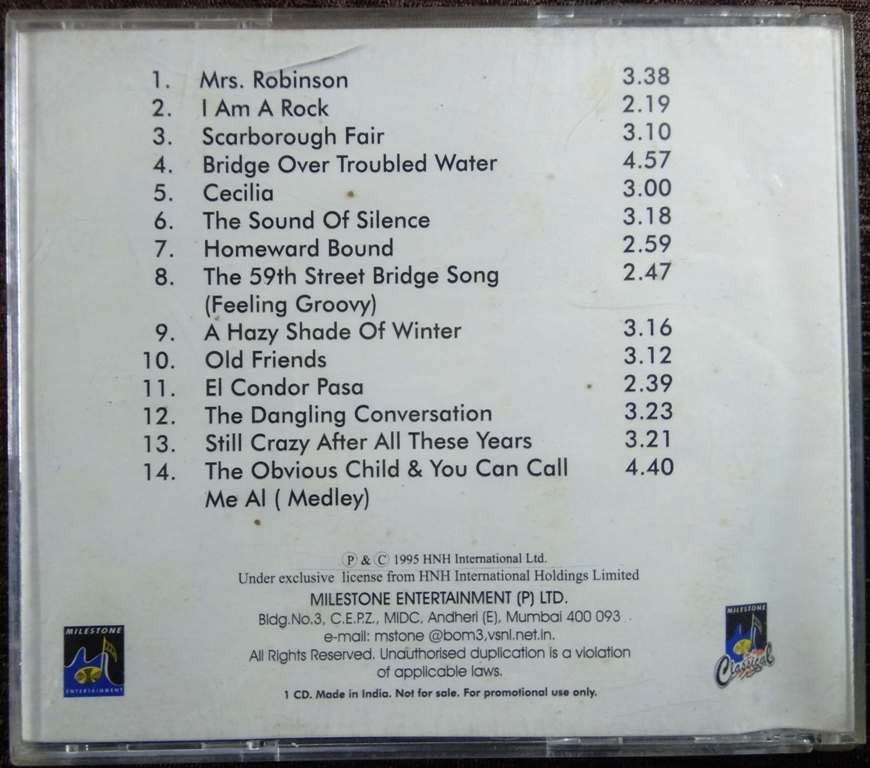 1. Mrs. Robinson 3.38
2. I Am A Rock 2.19
3. Scarborough Fair 3.10
4. Bridge Over Troubled Water 4.57
5. Cecilia 3.00
6. The Sound Of Silence 3.18
7. Homeward Bound 2.59
8. The 59th Street Bridge Song 2.47
(Feeling Groovy)
9. A Hazy Shade Of Winter 3.16
10. Old Friends 3.12
11. El Condor Pasa 2.39
12. The Dangling Conversation 3.23
13. Still Crazy After All These Years 3.21
14. The Obvious Child & You Can Call 4.40
Me Al ( Medley)
Ⓟ & Ⓒ 1995 HNH International Ltd.
Under exclusive license from HNH International Holdings Limited
MILESTONE ENTERTAINMENT (P) LTD.
Bldg.No.3, C.E.P.Z., MIDC, Andheri (E), Mumbai 400 093 .
e-mail: mstone @bom3,vsnl.net.in.
All Rights Reserved. Unauthorised duplication is a violation
of applicable laws.
1 CD. Made in India. Not for sale. For promotional use only.
MILESTONE
ENTERTAINMENT
MILESTONE
Classical